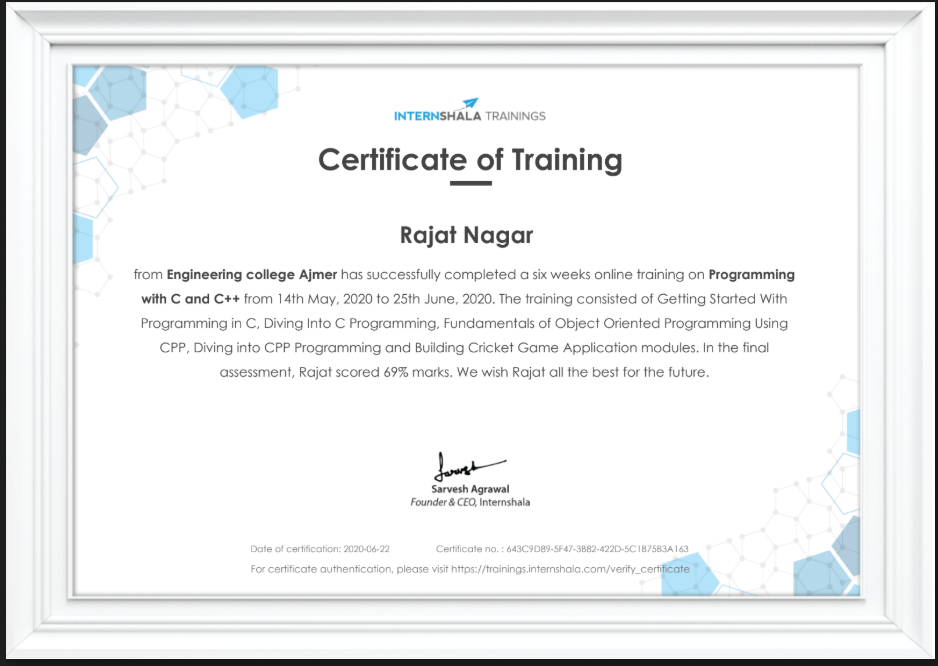 INTERNSHALA TRAININGS
Certificate of Training
Rajat Nagar
from Engineering college Ajmer has successfully completed a six weeks online training on Programming
with C and C++ from 14th May, 2020 to 25th June, 2020. The training consisted of Getting Started With
Programming in C, Diving Into C Programming, Fundamentals of Object Oriented Programming Using
CPP, Diving into CPP Programming and Building Cricket Game Application modules. In the final
assessment, Rajat scored 69% marks. We wish Rajat all the best for the future.
Sarvesh
Sarvesh Agrawal
Founder & CEO, Internshala
Date of certification: 2020-06-22 Certificate no. : 643C9D89-5F47-3B82-422D-5C1B75B3A163
For certificate authentication, please visit https://trainings.internshala.com/verify_certificate